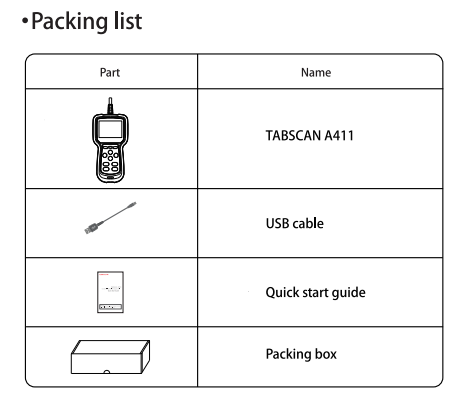 •Packing list
Part Name
TABSCAN A411
USB cable
Quick start guide
Packing box